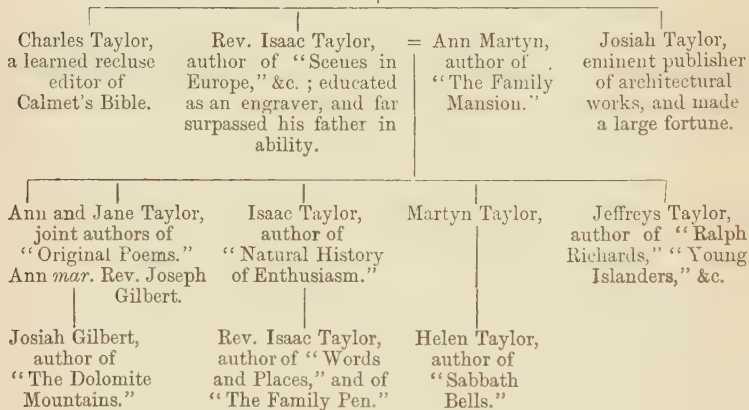 Charles Taylor,
a learned recluse
editor of
Calmet's Bible.
Rev. Isaac Taylor,
author of "Sceues in
Europe," &c. ; educated
as an engraver, and far
surpassed his father in
ability.
= Ann Martyn,
author of
"The Family
Mansion."
Josiah Taylor,
eminent publisher
of architectural
works, and made
a large fortune.
Ann and Jane Taylor,
joint authors of
"Original Poems."
Ann mar. Rev. Joseph
Gilbert.
Isaac Taylor,
author of
"Natural History
of Enthusiasm."
Martyn Taylor,
Jeffreys Taylor,
author of "Ralph
Richards," "Young
Islanders," &c.
Josiah Gilbert,
author of
"The Dolomite
Mountains."
Rev. Isaac Taylor,
author of "Words
and Places," and of
"The Family Pen."
Helen Taylor,
author of
"Sabbath
Bells."